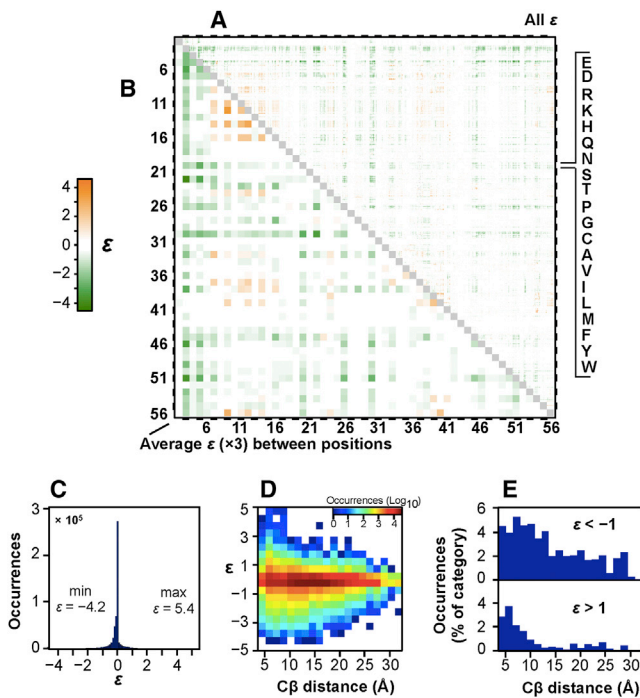 A
All ε
B
6
11
16
21
26
31
36
41
46
51
56
6 11 16 21 26 31 36 41 46 51 56
Average ε (×3) between positions
4
2
0
−2
−4
ε
E
D
R
K
H
Q
N
S
T
P
G
C
A
V
I
L
M
F
Y
W
C
× 10⁵
3
2
1
0
Occurrences
min
ε = −4.2
max
ε = 5.4
−4 −2 0 2 4
ε
D
Occurrences (Log10)
0 1 2 3 4
5
3
1
−1
−3
−5
ε
5 10 15 20 25 30
Cβ distance (Å)
E
Occurrences
(% of category)
6
4
2
0
ε < −1
4
2
0
ε > 1
5 10 15 20 25 30
Cβ distance (Å)